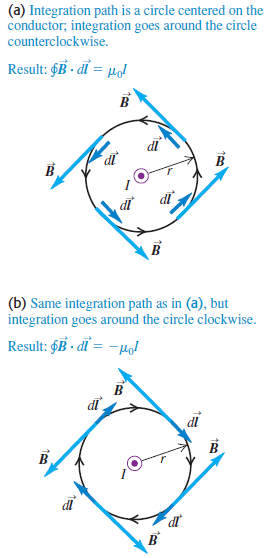 (a) Integration path is a circle centered on the
conductor; integration goes around the circle
counterclockwise.
Result: ∮B⃗ · dl⃗ = μ₀I
B⃗
dl⃗
dl⃗
B⃗
B⃗
r
I
dl⃗
dl⃗
B⃗
(b) Same integration path as in (a), but
integration goes around the circle clockwise.
Result: ∮B⃗ · dl⃗ = −μ₀I
B⃗
dl⃗
dl⃗
B⃗
B⃗
r
I
dl⃗
dl⃗
B⃗